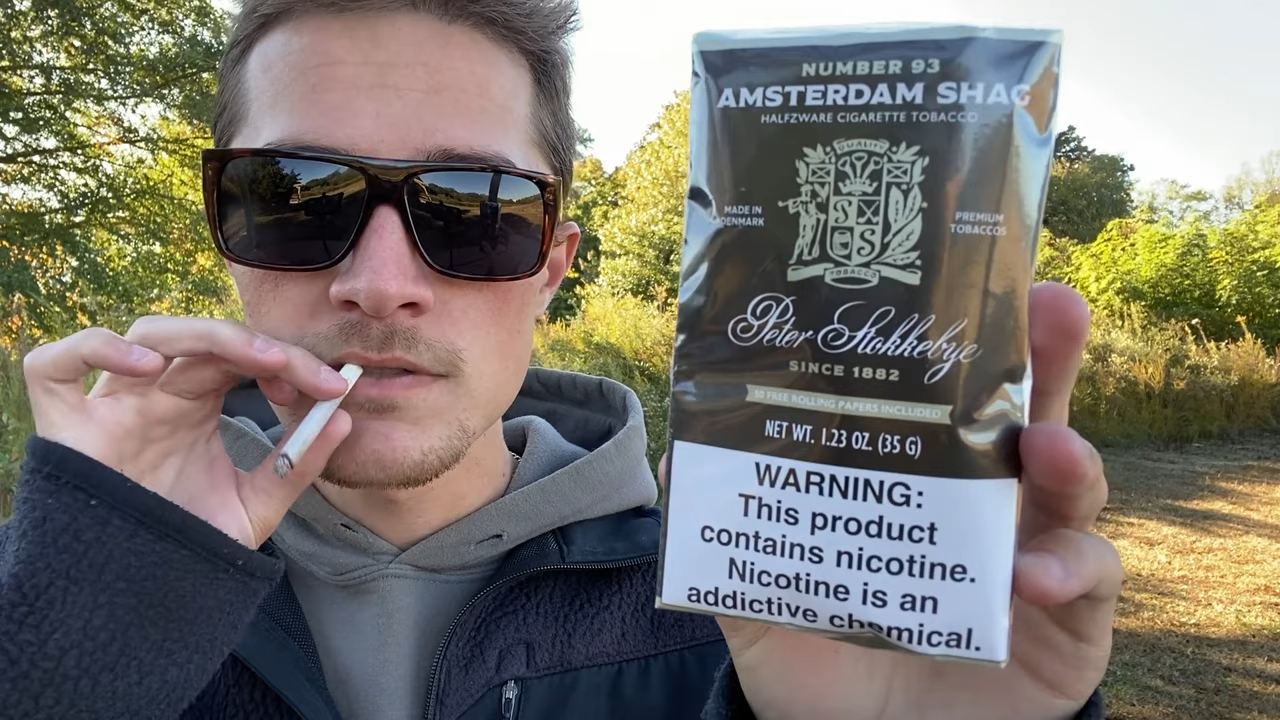 NUMBER 93
AMSTERDAM SHAG
HALFZWARE CIGARETTE TOBACCO
QUALITY
S
S
TOBACCO
MADE IN
DENMARK
PREMIUM
TOBACCOS
Peter Stokkebye
SINCE 1882
50 FREE ROLLING PAPERS INCLUDED
NET WT. 1.23 OZ. (35 G)
WARNING:
This product
contains nicotine.
Nicotine is an
addictive chemical.